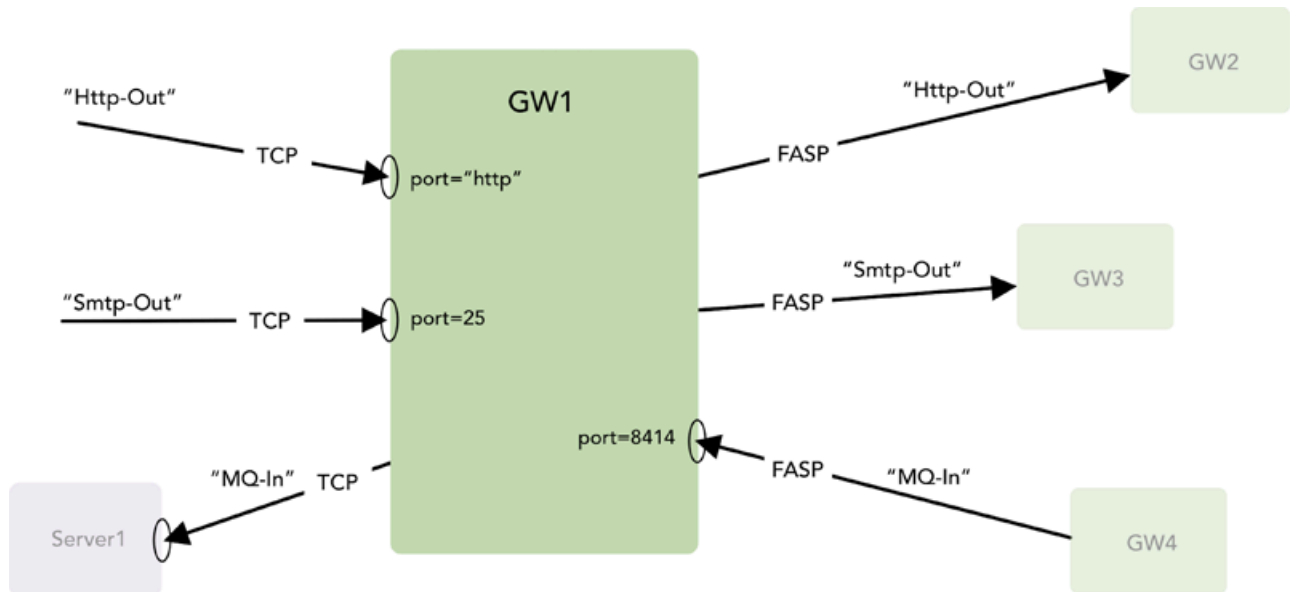 GW2
“Http-Out”
“Http-Out”
GW1
TCP
FASP
port=“http”
“Smtp-Out”
GW3
“Smtp-Out”
FASP
TCP
port=25
port=8414
“MQ-In”
TCP
FASP
“MQ-In”
Server1
GW4